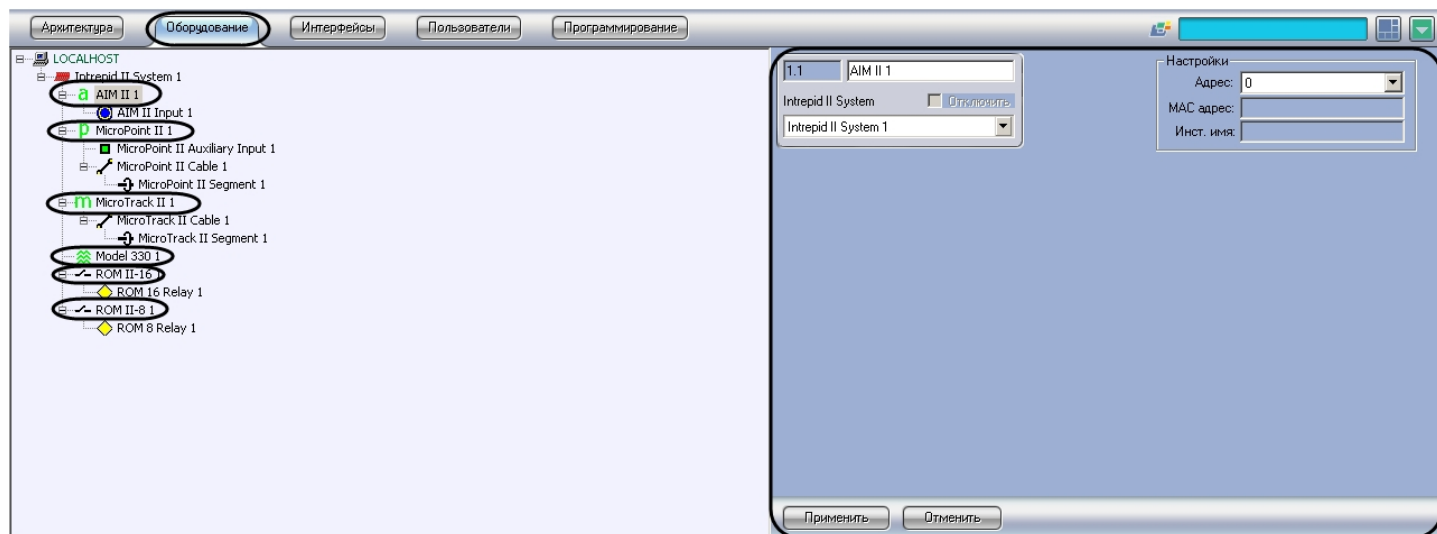 Архитектура Оборудование Интерфейсы Пользователи Программирование
LOCALHOST
Intrepid II System 1
AIM II 1
AIM II Input 1
MicroPoint II 1
MicroPoint II Auxiliary Input 1
MicroPoint II Cable 1
MicroPoint II Segment 1
MicroTrack II 1
MicroTrack II Cable 1
MicroTrack II Segment 1
Model 330 1
ROM II-16 1
ROM 16 Relay 1
ROM II-8 1
ROM 8 Relay 1
1.1 AIM II 1
Intrepid II System Отключить
Intrepid II System 1
Настройки
Адрес: 0
MAC адрес:
Инст. имя:
Применить Отменить